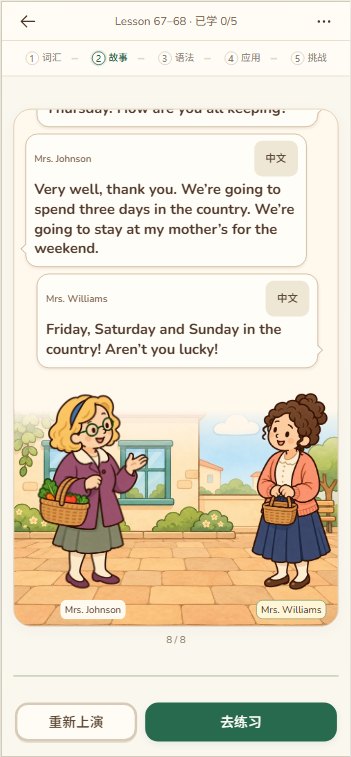 Lesson 67–68 · 已学 0/5
1 词汇 – 2 故事 – 3 语法 – 4 应用 – 5 挑战
Thursday. How are you all keeping?
Mrs. Johnson 中文
Very well, thank you. We’re going to
spend three days in the country. We’re
going to stay at my mother’s for the
weekend.
Mrs. Williams 中文
Friday, Saturday and Sunday in the
country! Aren’t you lucky!
Mrs. Johnson Mrs. Williams
8 / 8
重新上演 去练习